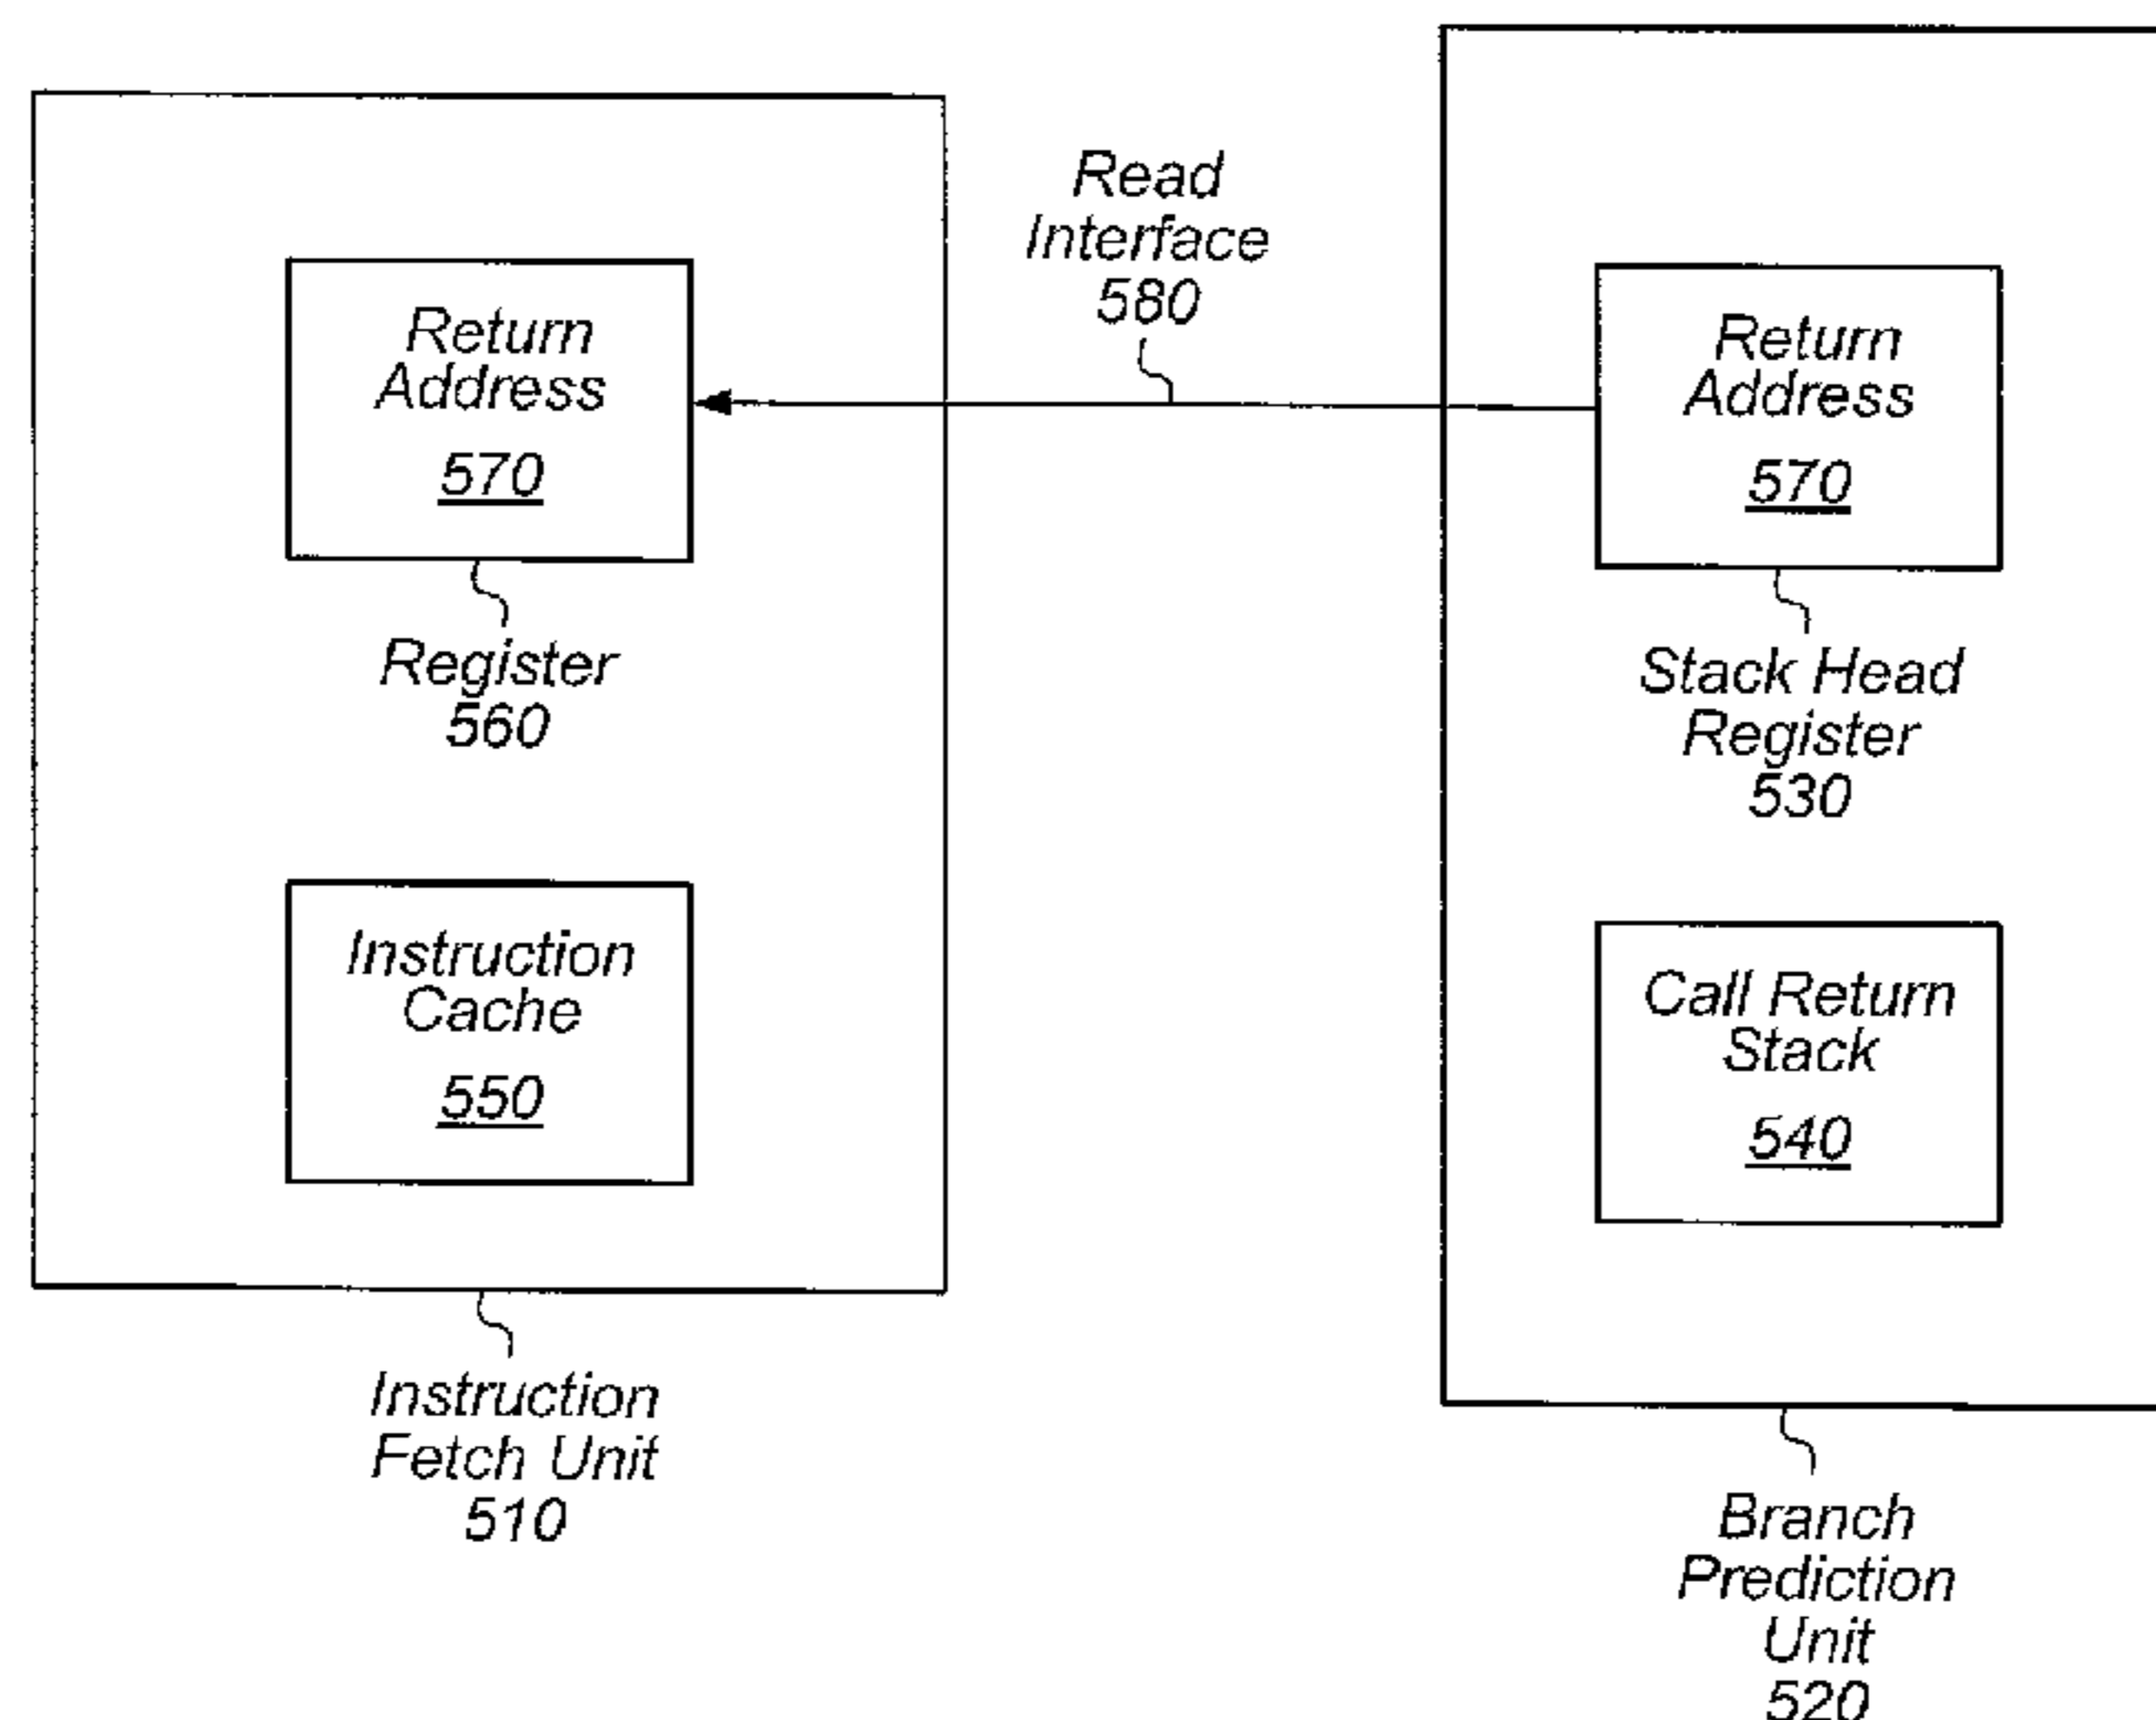 Read
Interface
580
Return
Address
570
Register
560
Instruction
Cache
550
Instruction
Fetch Unit
510
Return
Address
570
Stack Head
Register
530
Call Return
Stack
540
Branch
Prediction
Unit
520